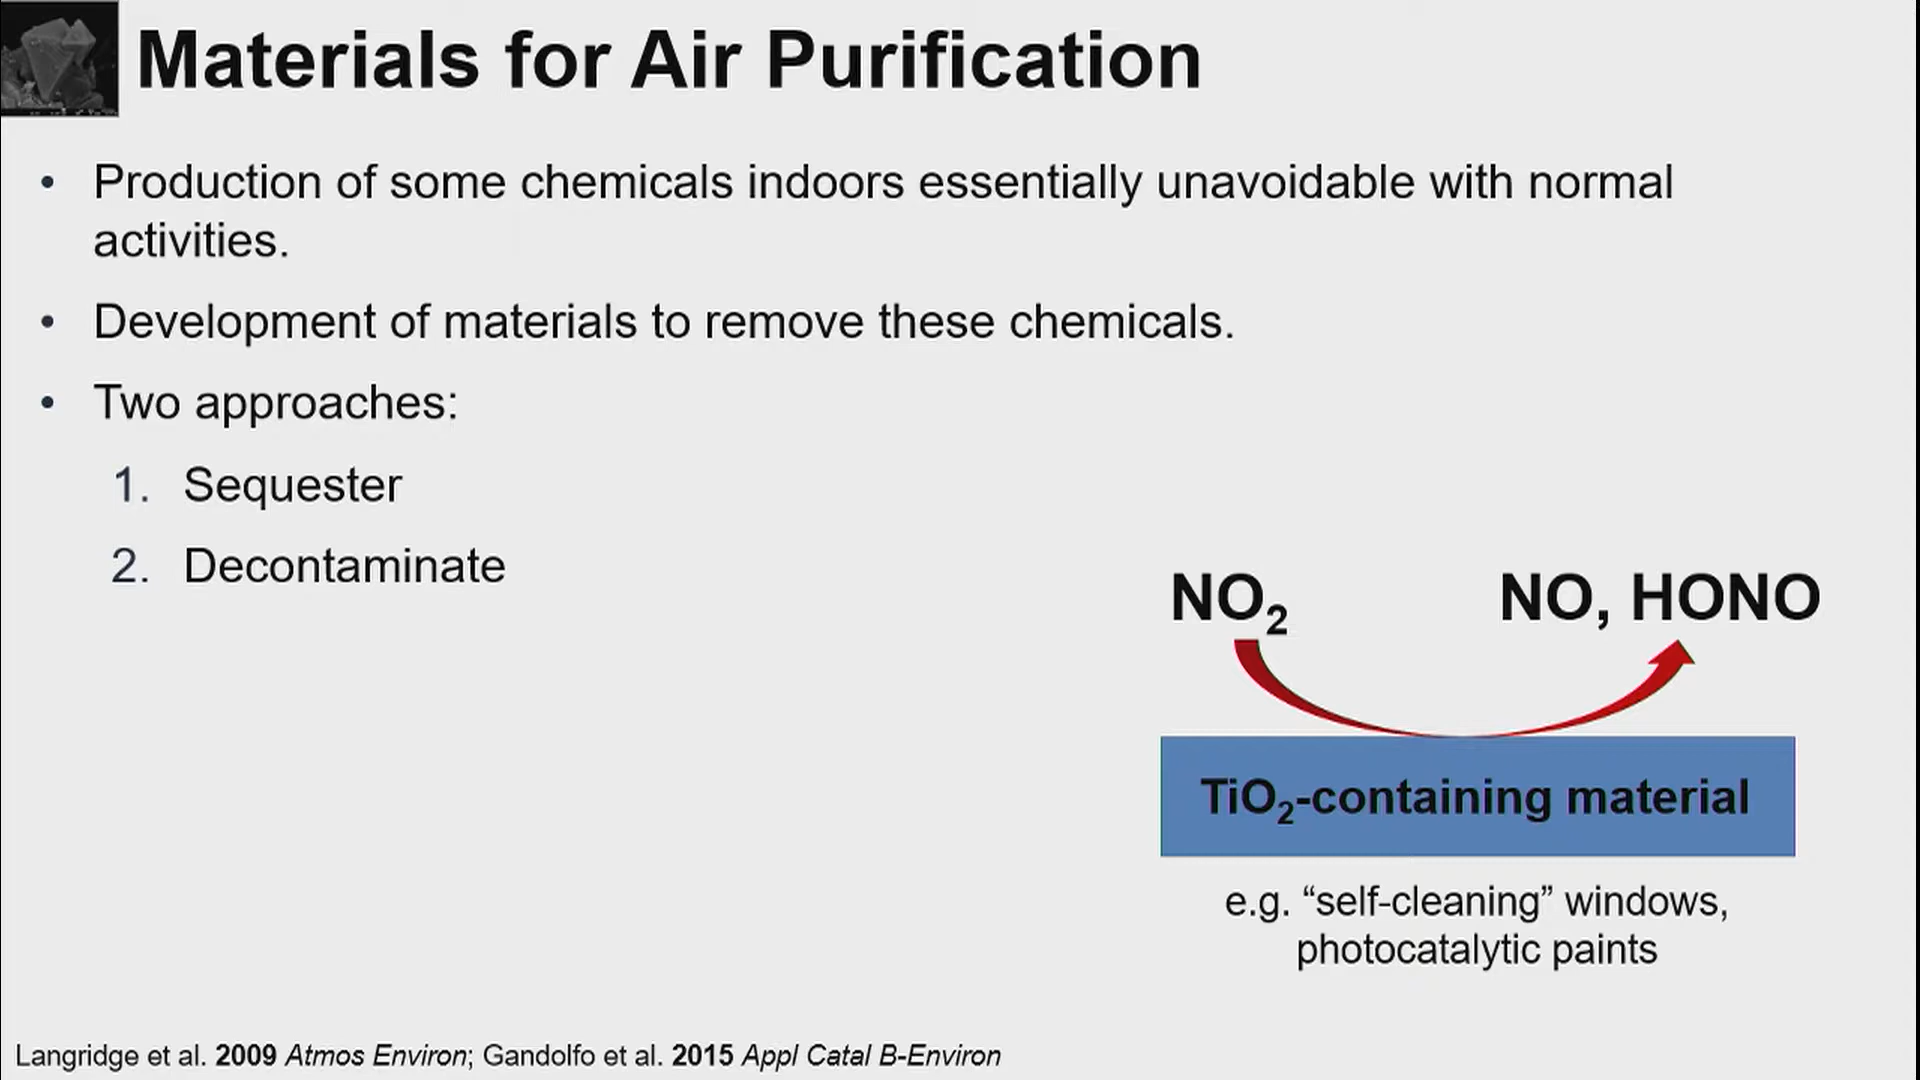 Materials for Air Purification
• Production of some chemicals indoors essentially unavoidable with normal
activities.
• Development of materials to remove these chemicals.
• Two approaches:
1. Sequester
2. Decontaminate
NO₂ NO, HONO
TiO₂-containing material
e.g. “self-cleaning” windows,
photocatalytic paints
Langridge et al. 2009 Atmos Environ; Gandolfo et al. 2015 Appl Catal B-Environ